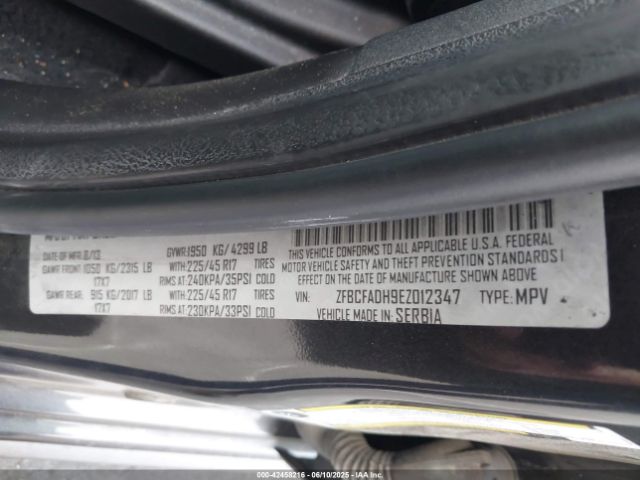 DATE OF MFR:
GVWR:1950 KG/ 4299 LB
GAWR FRONT: 1050 KG/ 2315 LB WITH:225/45 R17 TIRES
17X7 RIMS AT: 240KPA/35PSI COLD
GAWR REAR: 915 KG/2017 LB WITH:225/45 R17 TIRES
17X7 RIMS AT: 230KPA/33PSI COLD
THIS VEHICLE CONFORMS TO ALL APPLICABLE U.S.A. FEDERAL
MOTOR VEHICLE SAFETY BUMPER AND THEFT PREVENTION STANDARDS IN
EFFECT ON THE DATE OF MANUFACTURE SHOWN ABOVE.
VIN: ZFBCFADH9EZ012347 TYPE: MPV
VEHICLE MADE IN: SERBIA
000-42458216 - 06/10/2025 - IAAI.COM